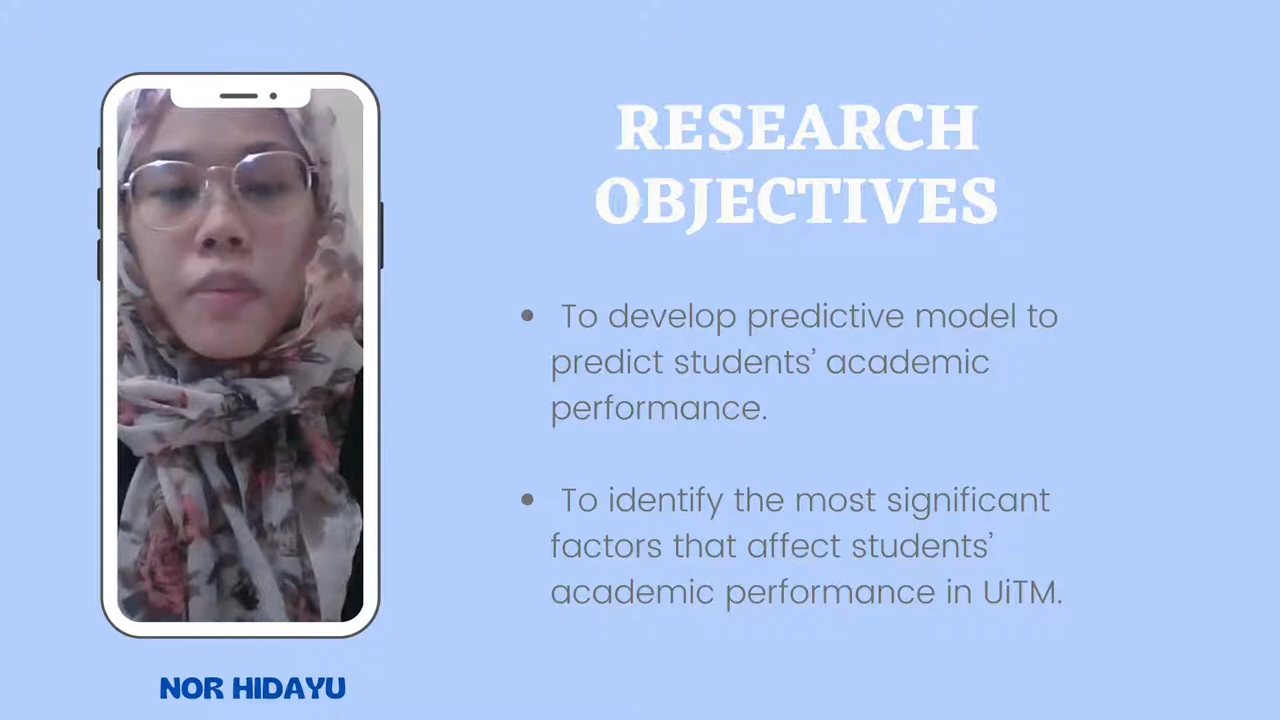 RESEARCH
OBJECTIVES
• To develop predictive model to
predict students’ academic
performance.
• To identify the most significant
factors that affect students’
academic performance in UiTM.
NOR HIDAYU